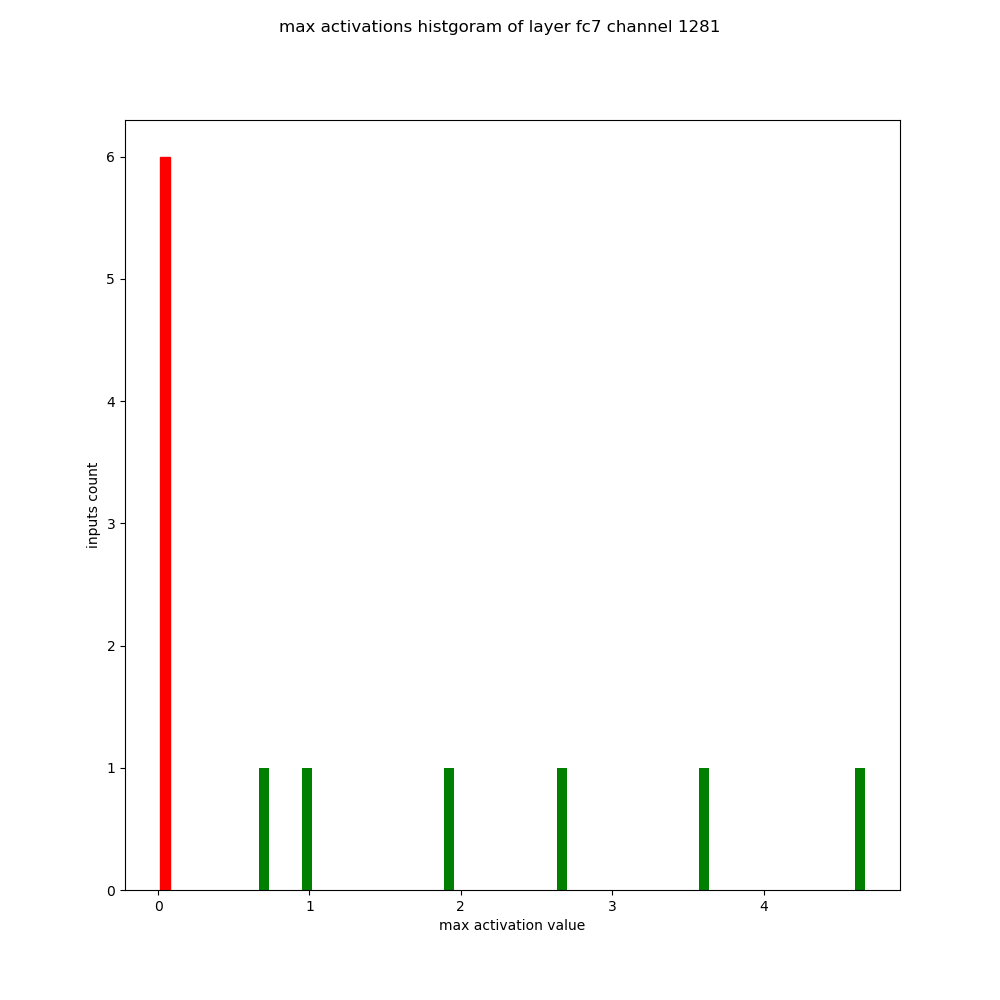 max activations histgoram of layer fc7 channel 1281
6
5
4
3
2
1
0
inputs count
0 1 2 3 4
max activation value